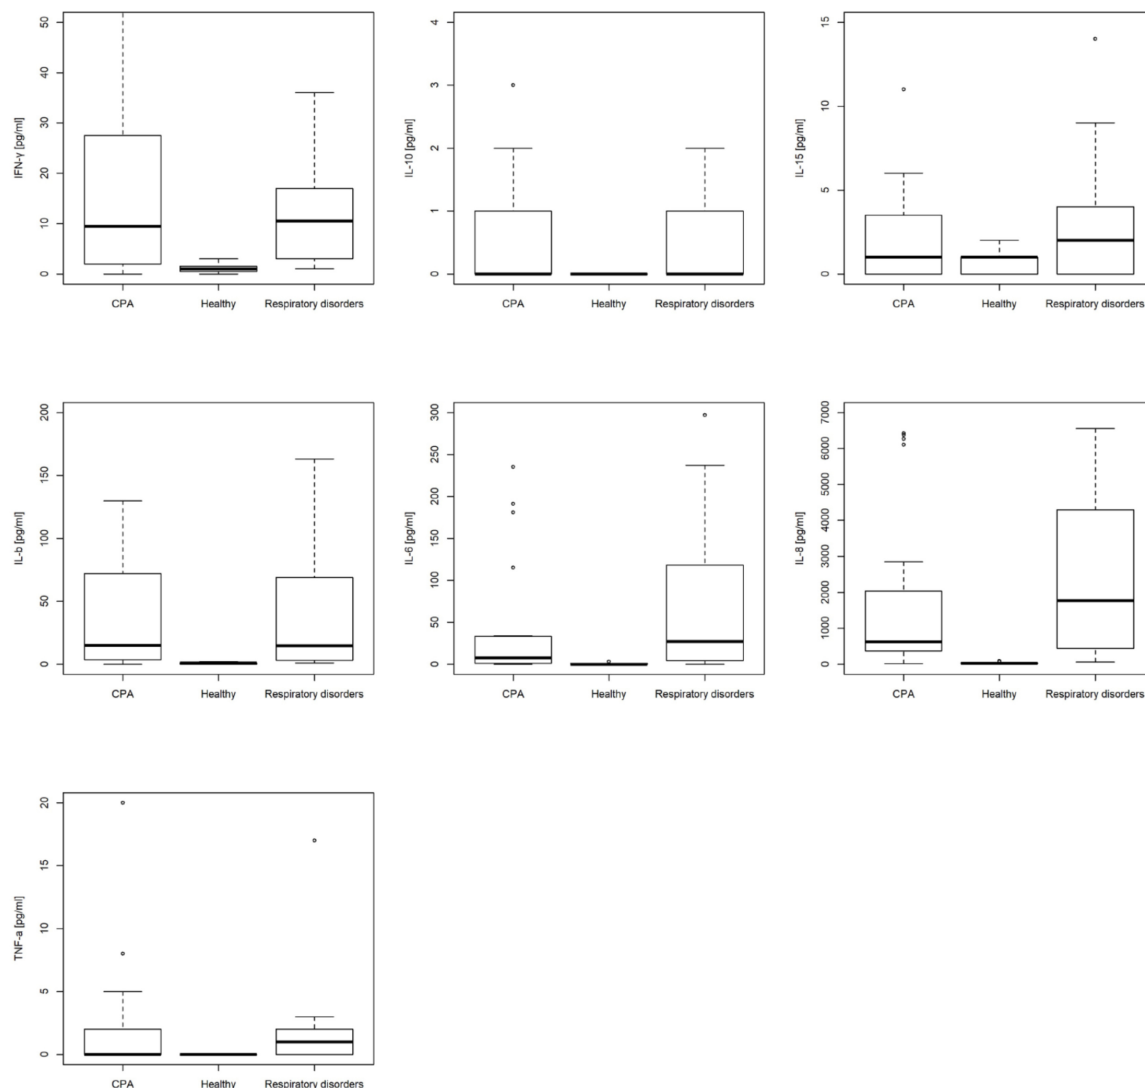 IFN-γ [pg/ml]
0 10 20 30 40 50
CPA Healthy Respiratory disorders
IL-10 [pg/ml]
0 1 2 3 4
CPA Healthy Respiratory disorders
IL-15 [pg/ml]
0 5 10 15
CPA Healthy Respiratory disorders
IL-b [pg/ml]
0 50 100 150 200
CPA Healthy Respiratory disorders
IL-6 [pg/ml]
0 50 100 150 200 250 300
CPA Healthy Respiratory disorders
IL-8 [pg/ml]
0 1000 2000 3000 4000 5000 6000 7000
CPA Healthy Respiratory disorders
TNF-a [pg/ml]
0 5 10 15 20
CPA Healthy Respiratory disorders